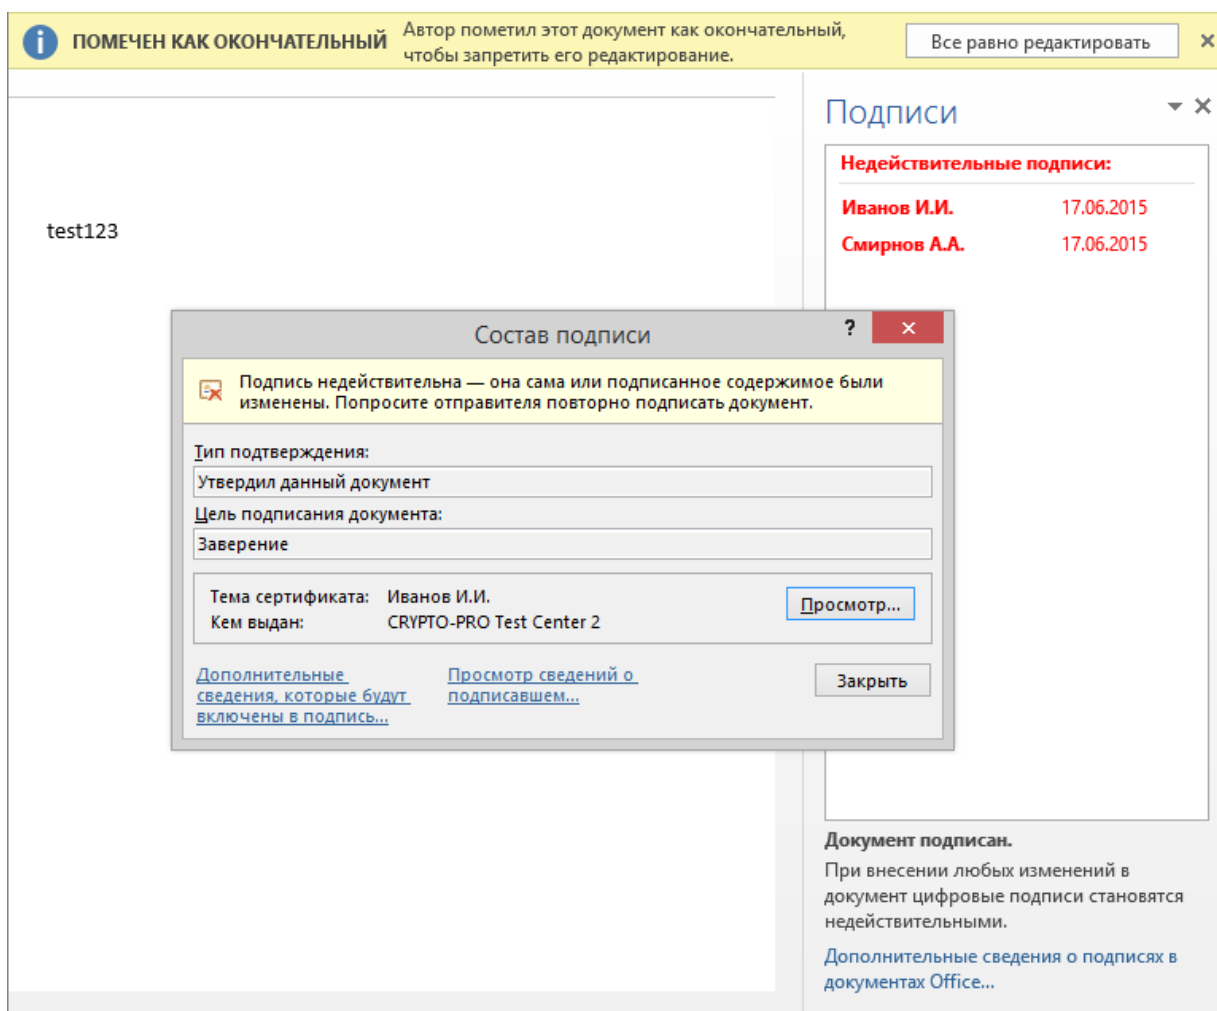 ПОМЕЧЕН КАК ОКОНЧАТЕЛЬНЫЙ
Автор пометил этот документ как окончательный,
чтобы запретить его редактирование.
Все равно редактировать
Подписи
Недействительные подписи:
Иванов И.И. 17.06.2015
Смирнов А.А. 17.06.2015
test123
Состав подписи
?
Подпись недействительна — она сама или подписанное содержимое были
изменены. Попросите отправителя повторно подписать документ.
Тип подтверждения:
Утвердил данный документ
Цель подписания документа:
Заверение
Тема сертификата: Иванов И.И.
Кем выдан: CRYPTO-PRO Test Center 2
Просмотр...
Дополнительные
сведения, которые будут
включены в подпись...
Просмотр сведений о
подписавшем...
Закрыть
Документ подписан.
При внесении любых изменений в
документ цифровые подписи становятся
недействительными.
Дополнительные сведения о подписях в
документах Office...